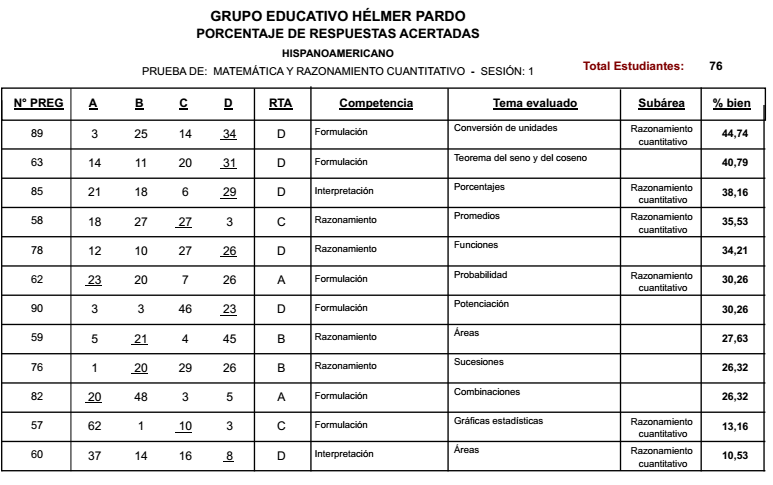 GRUPO EDUCATIVO HÉLMER PARDO
PORCENTAJE DE RESPUESTAS ACERTADAS
HISPANOAMERICANO
PRUEBA DE: MATEMÁTICA Y RAZONAMIENTO CUANTITATIVO - SESIÓN: 1 Total Estudiantes: 76
Nº PREG A B C D RTA Competencia Tema evaluado Subárea % bien
89 3 25 14 34 D Formulación Conversión de unidades Razonamiento cuantitativo 44,74
63 14 11 20 31 D Formulación Teorema del seno y del coseno 40,79
85 21 18 6 29 D Interpretación Porcentajes Razonamiento cuantitativo 38,16
58 18 27 27 3 C Razonamiento Promedios Razonamiento cuantitativo 35,53
78 12 10 27 26 D Razonamiento Funciones 34,21
62 23 20 7 26 A Formulación Probabilidad Razonamiento cuantitativo 30,26
90 3 3 46 23 D Formulación Potenciación 30,26
59 5 21 4 45 B Razonamiento Áreas 27,63
76 1 20 29 26 B Razonamiento Sucesiones 26,32
82 20 48 3 5 A Formulación Combinaciones 26,32
57 62 1 10 3 C Formulación Gráficas estadísticas Razonamiento cuantitativo 13,16
60 37 14 16 8 D Interpretación Áreas Razonamiento cuantitativo 10,53